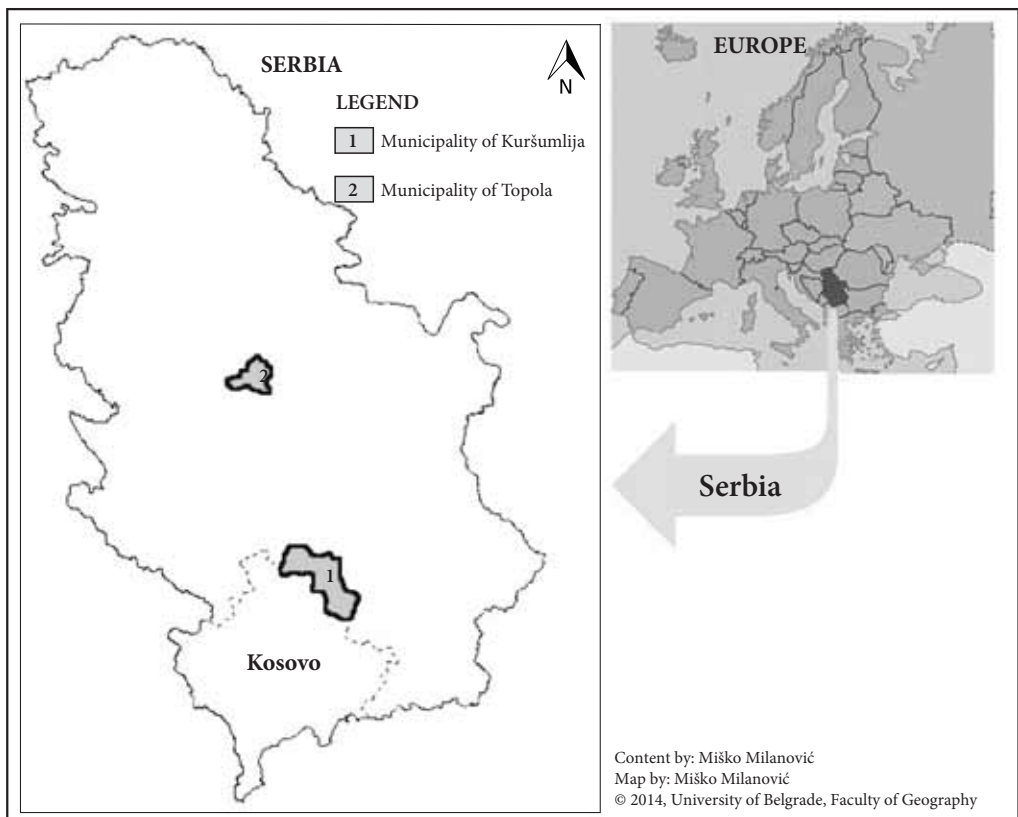 SERBIA
N
LEGEND
1 Municipality of Kuršumlija
2 Municipality of Topola
2
1
Kosovo
EUROPE
Serbia
Content by: Miško Milanović
Map by: Miško Milanović
© 2014, University of Belgrade, Faculty of Geography